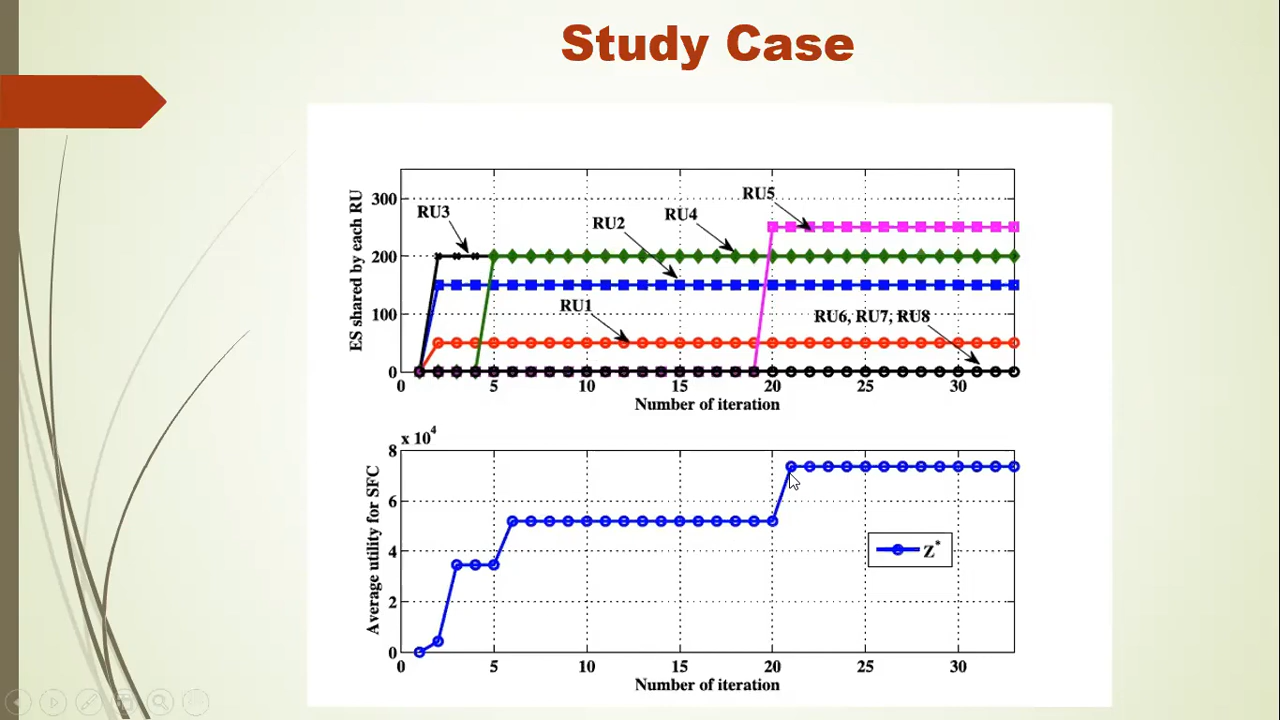 Study Case
ES shared by each RU
300
200
100
0
RU3
RU2
RU4
RU5
RU1
RU6, RU7, RU8
0 5 10 15 20 25 30
Number of iteration
x 10^4
Average utility for SFC
8
6
4
2
0
Z*
0 5 10 15 20 25 30
Number of iteration